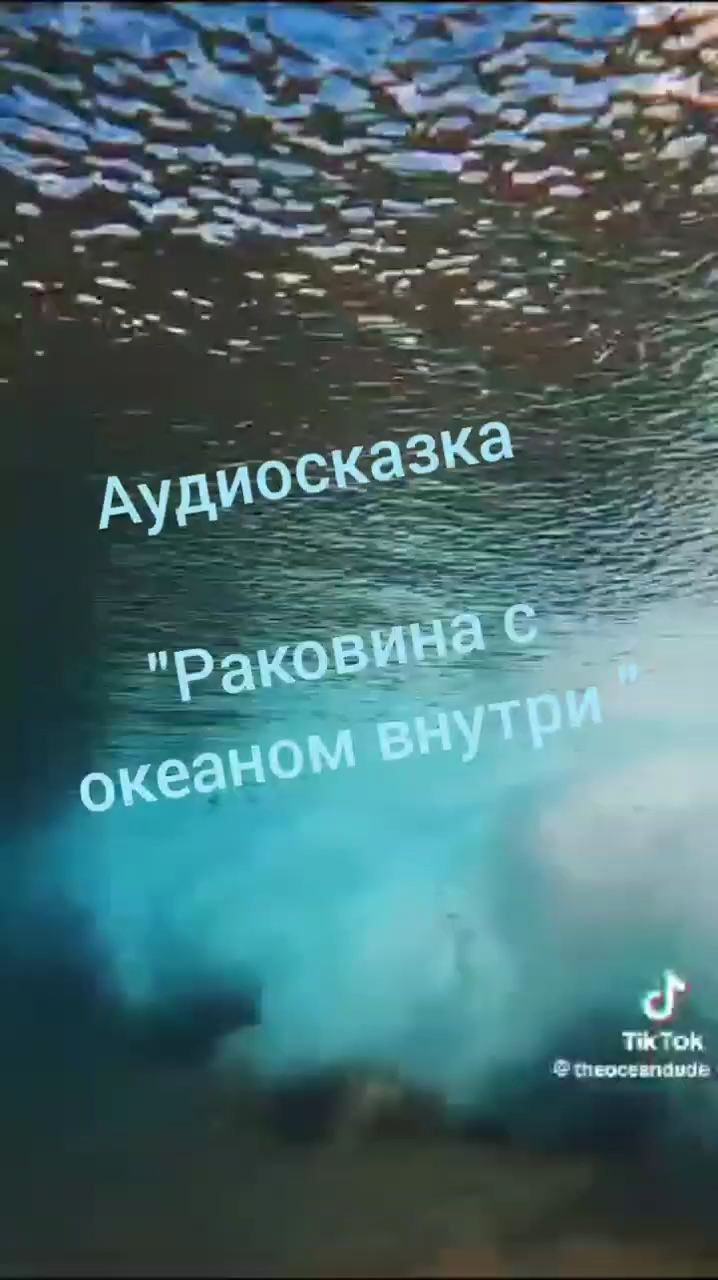 Аудиосказка
"Раковина с
океаном внутри "
TikTok
@theoceandude